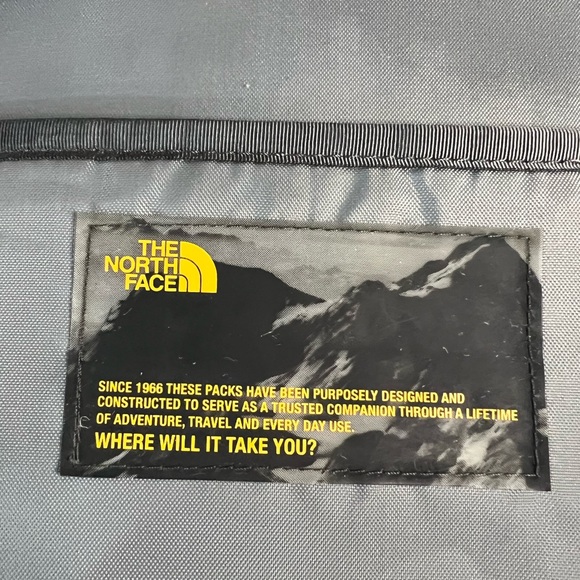 THE
NORTH
FACE
SINCE 1966 THESE PACKS HAVE BEEN PURPOSELY DESIGNED AND
CONSTRUCTED TO SERVE AS A TRUSTED COMPANION THROUGH A LIFETIME
OF ADVENTURE, TRAVEL AND EVERY DAY USE.
WHERE WILL IT TAKE YOU?